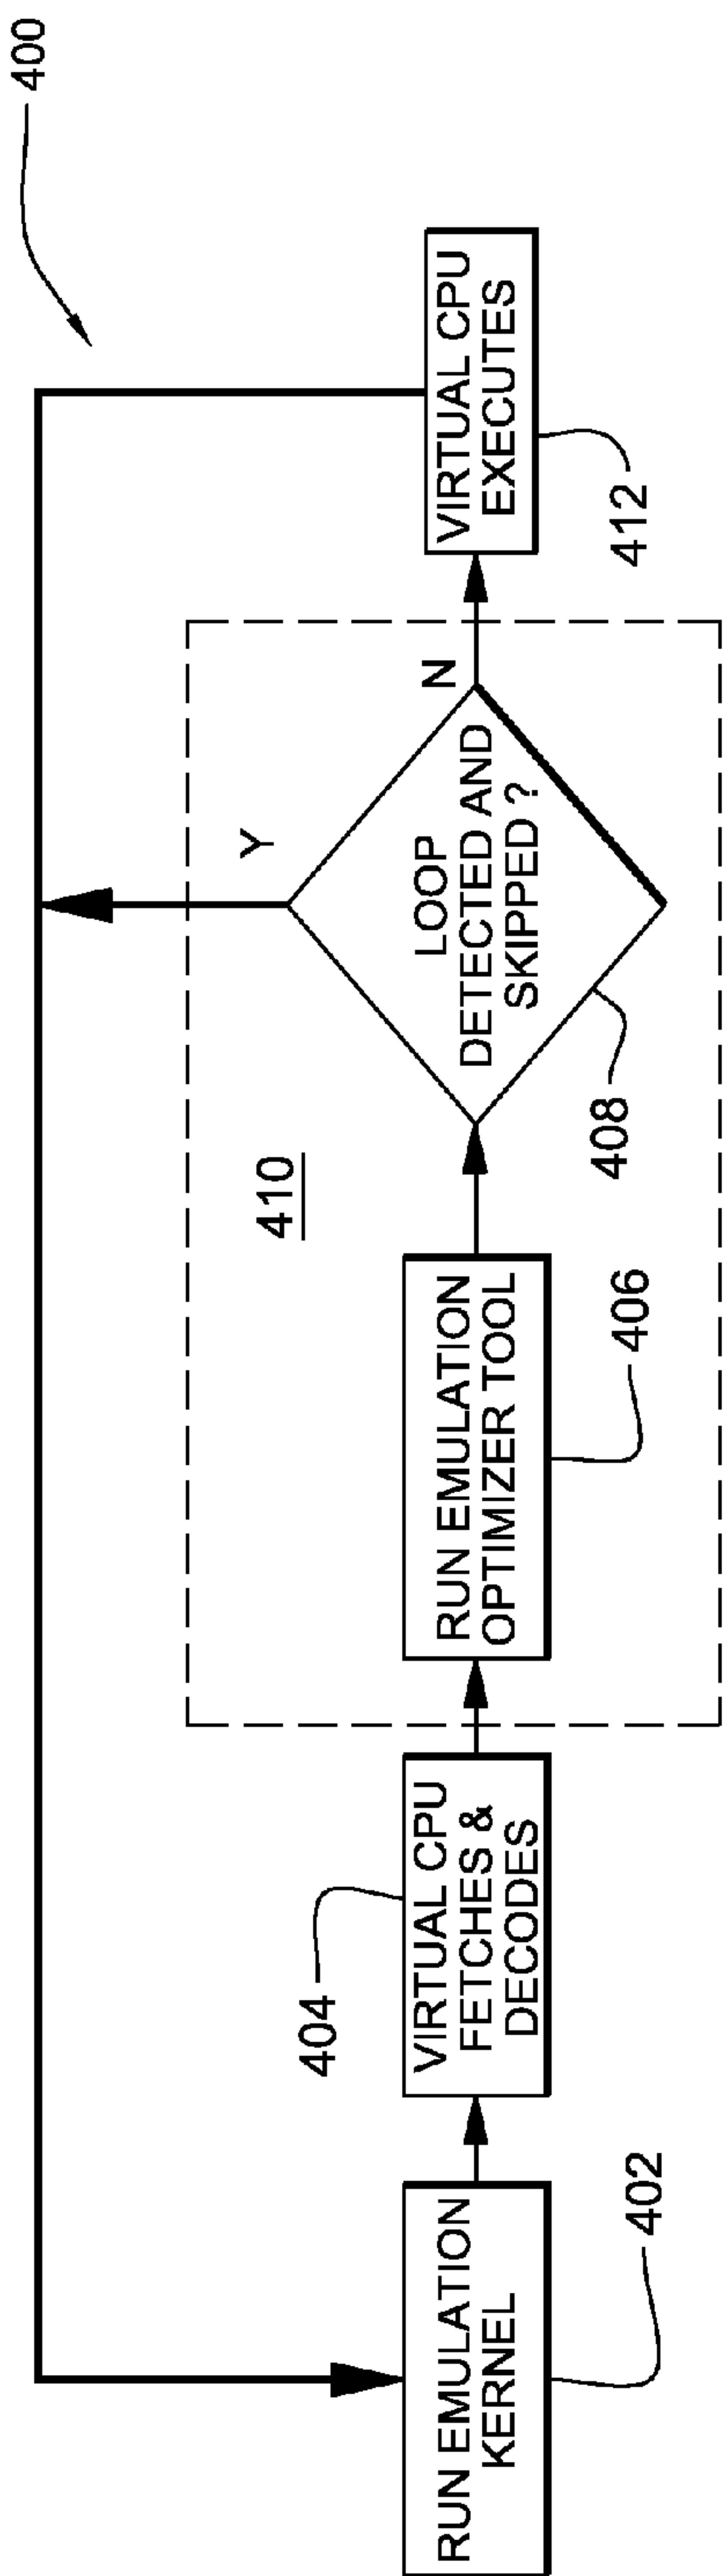 400
RUN EMULATION
KERNEL
402
VIRTUAL CPU
FETCHES &
DECODES
404
410
RUN EMULATION
OPTIMIZER TOOL
406
LOOP
DETECTED AND
SKIPPED ?
408
Y
N
VIRTUAL CPU
EXECUTES
412